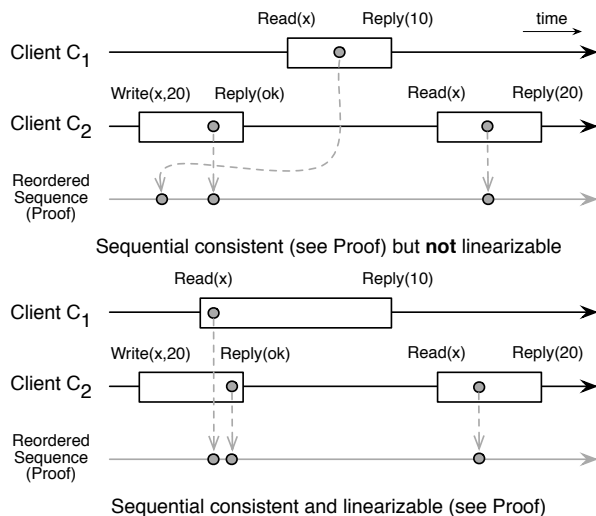 Read(x) Reply(10) time
Client C1
Write(x,20) Reply(ok) Read(x) Reply(20)
Client C2
Reordered
Sequence
(Proof)
Sequential consistent (see Proof) but not linearizable
Read(x) Reply(10)
Client C1
Write(x,20) Reply(ok) Read(x) Reply(20)
Client C2
Reordered
Sequence
(Proof)
Sequential consistent and linearizable (see Proof)